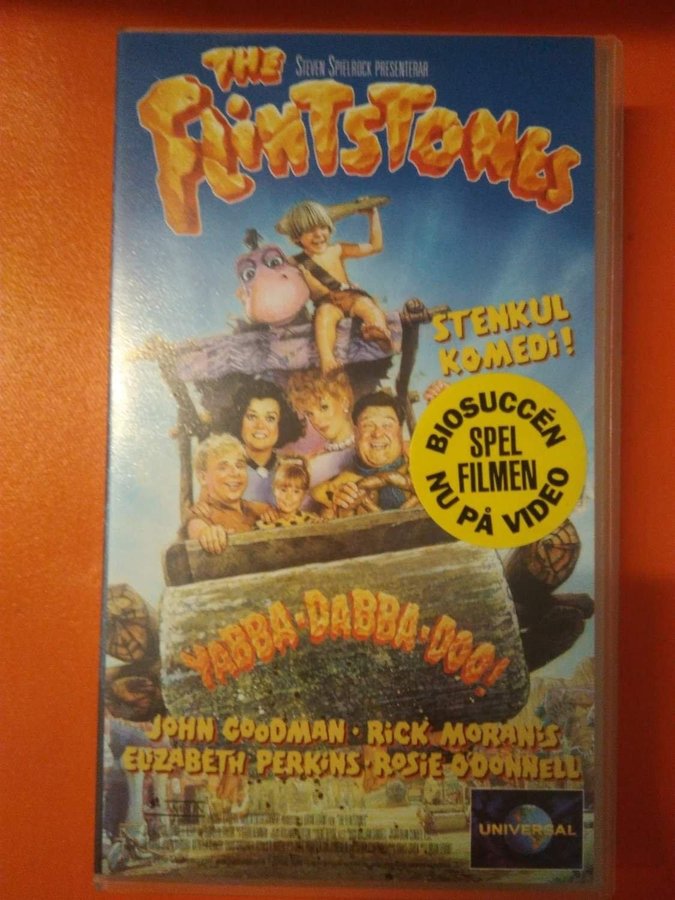 STEVEN SPIELROCK PRESENTERAR
THE
FLINTSTONES
STENKUL
KOMEDI!
BIOSUCCÉN
SPEL
FILMEN
NU PÅ VIDEO
YABBA-DABBA-DOO!
JOHN GOODMAN · RICK MORANIS
ELIZABETH PERKINS · ROSIE O'DONNELL
UNIVERSAL